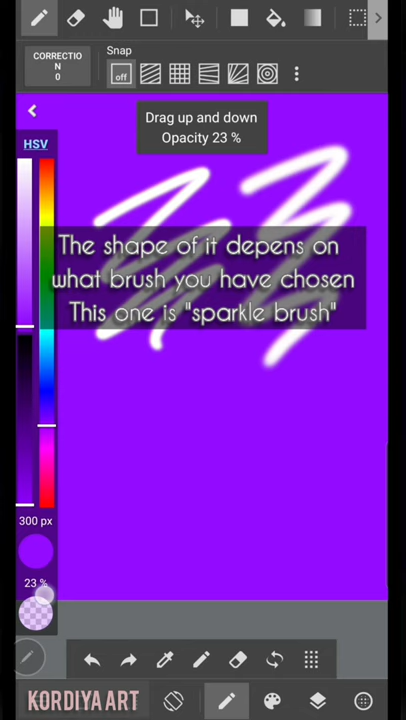 CORRECTIO
N
0
Snap
off
HSV
Drag up and down
Opacity 23 %
The shape of it depens on
what brush you have chosen
This one is "sparkle brush"
300 px
23 %
KORDIYA ART